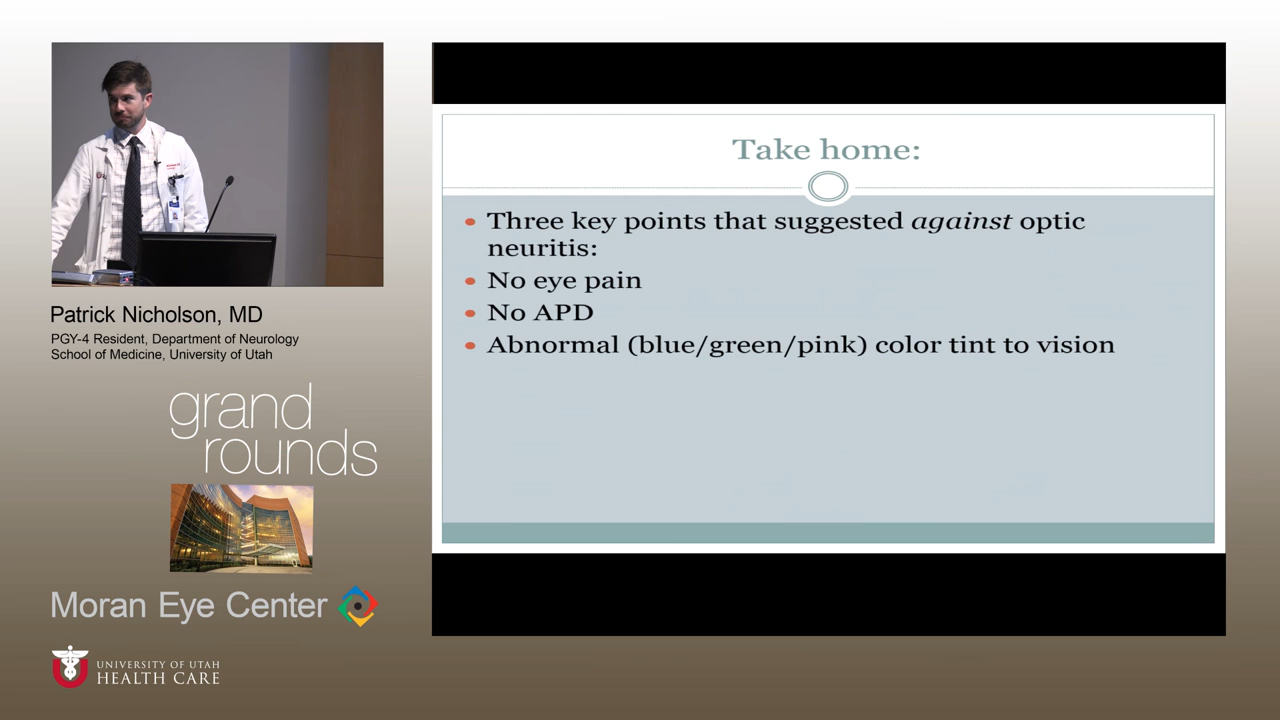 Patrick Nicholson, MD
PGY-4 Resident, Department of Neurology
School of Medicine, University of Utah
grand
rounds
Moran Eye Center
UNIVERSITY OF UTAH
HEALTH CARE
Take home:
• Three key points that suggested against optic
neuritis:
• No eye pain
• No APD
• Abnormal (blue/green/pink) color tint to vision